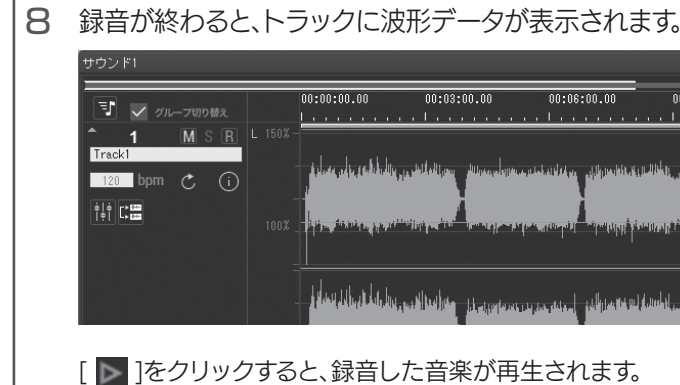 8 録音が終わると、トラックに波形データが表示されます。
サウンド1
グループ切り替え
00:00:00.00 00:03:00.00 00:06:00.00
1 M S R L 150%
Track1
120 bpm
100%
[ ]をクリックすると、録音した音楽が再生されます。